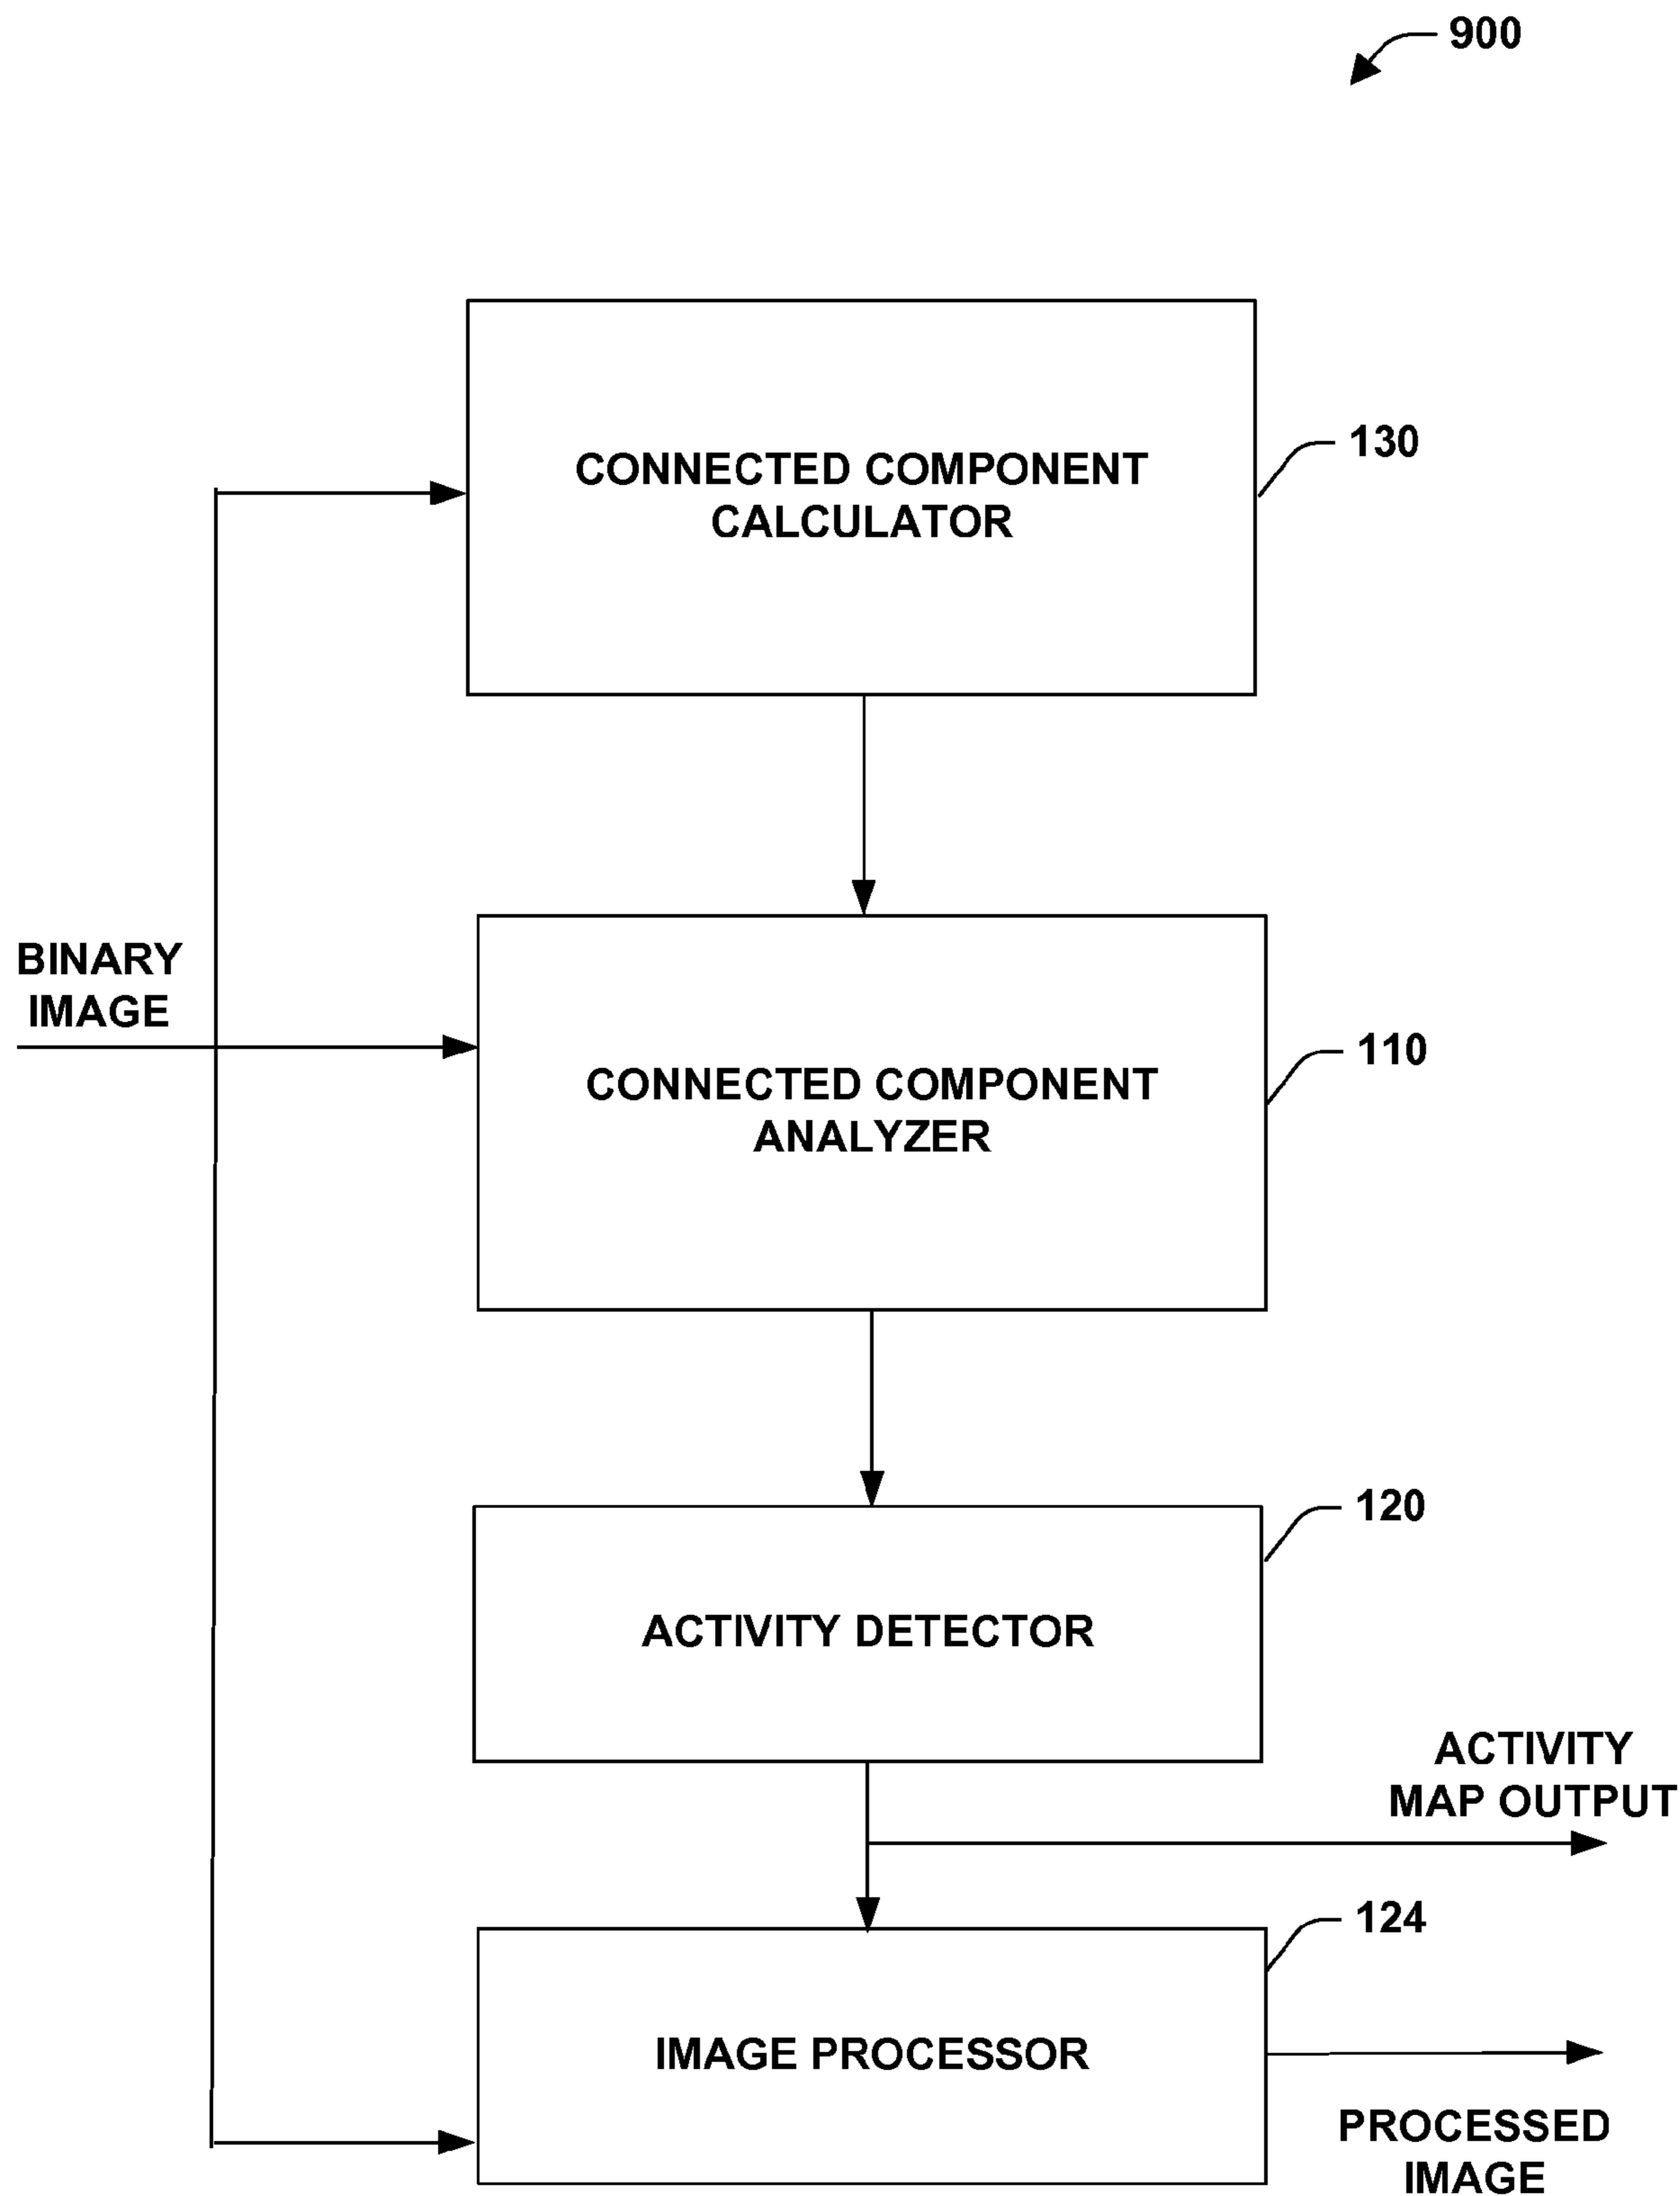 900
CONNECTED COMPONENT
CALCULATOR
130
BINARY
IMAGE
CONNECTED COMPONENT
ANALYZER
110
ACTIVITY DETECTOR
120
ACTIVITY
MAP OUTPUT
IMAGE PROCESSOR
124
PROCESSED
IMAGE